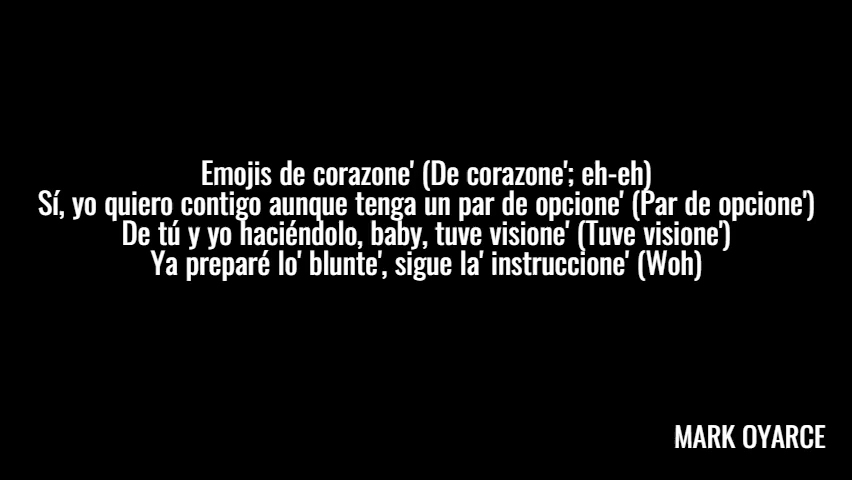 Emojis de corazone' (De corazone'; eh-eh)
Sí, yo quiero contigo aunque tenga un par de opcione' (Par de opcione')
De tú y yo haciéndolo, baby, tuve visione' (Tuve visione')
Ya preparé lo' blunte', sigue la' instruccione' (Woh)
MARK OYARCE